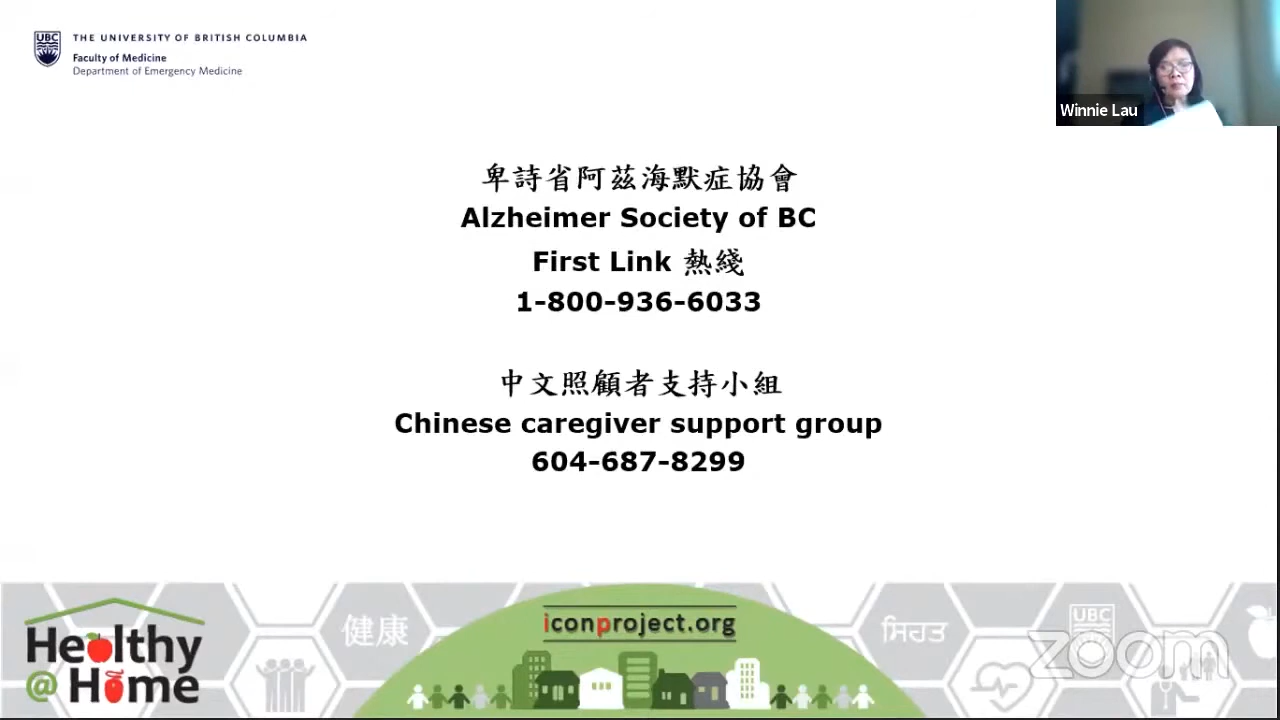 UBC
THE UNIVERSITY OF BRITISH COLUMBIA
Faculty of Medicine
Department of Emergency Medicine
Winnie Lau
卑詩省阿茲海默症協會
Alzheimer Society of BC
First Link 熱綫
1-800-936-6033
中文照顧者支持小組
Chinese caregiver support group
604-687-8299
Healthy
@ Home
健康
iconproject.org
ਸਿਹਤ
UBC
zoom